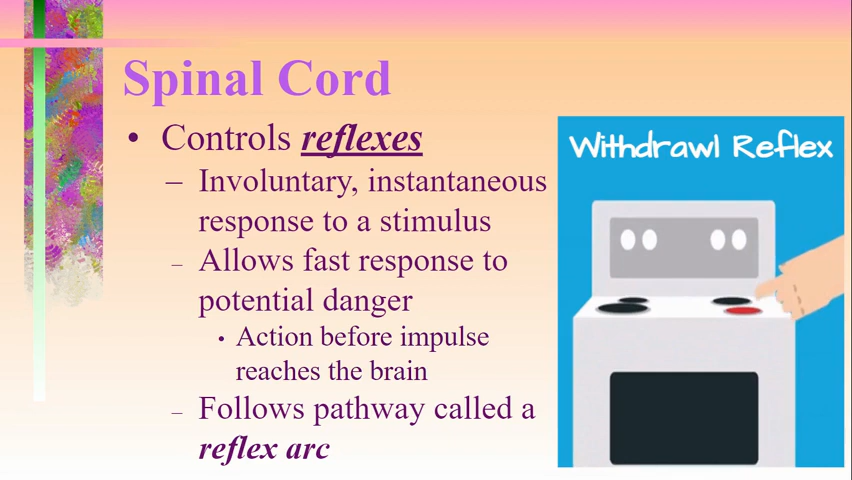 Spinal Cord
• Controls reflexes
– Involuntary, instantaneous
response to a stimulus
– Allows fast response to
potential danger
• Action before impulse
reaches the brain
– Follows pathway called a
reflex arc
Withdrawl Reflex